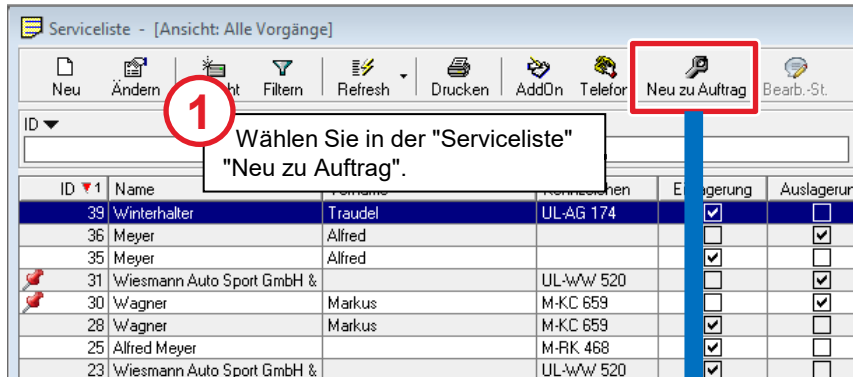 Serviceliste - [Ansicht: Alle Vorgänge]
Neu Ändern Filtern Refresh Drucken AddOn Telefor Neu zu Auftrag Bearb.-St.
1
ID
Wählen Sie in der "Serviceliste"
"Neu zu Auftrag".
ID 1 Name Auslagerun
39 Winterhalter Traudel UL-AG 174
36 Meyer Alfred
35 Meyer Alfred
31 Wiesmann Auto Sport GmbH & UL-WW 520
30 Wagner Markus M-KC 659
28 Wagner Markus M-KC 659
25 Alfred Meyer M-RK 468
23 Wiesmann Auto Sport GmbH & UL-WW 520